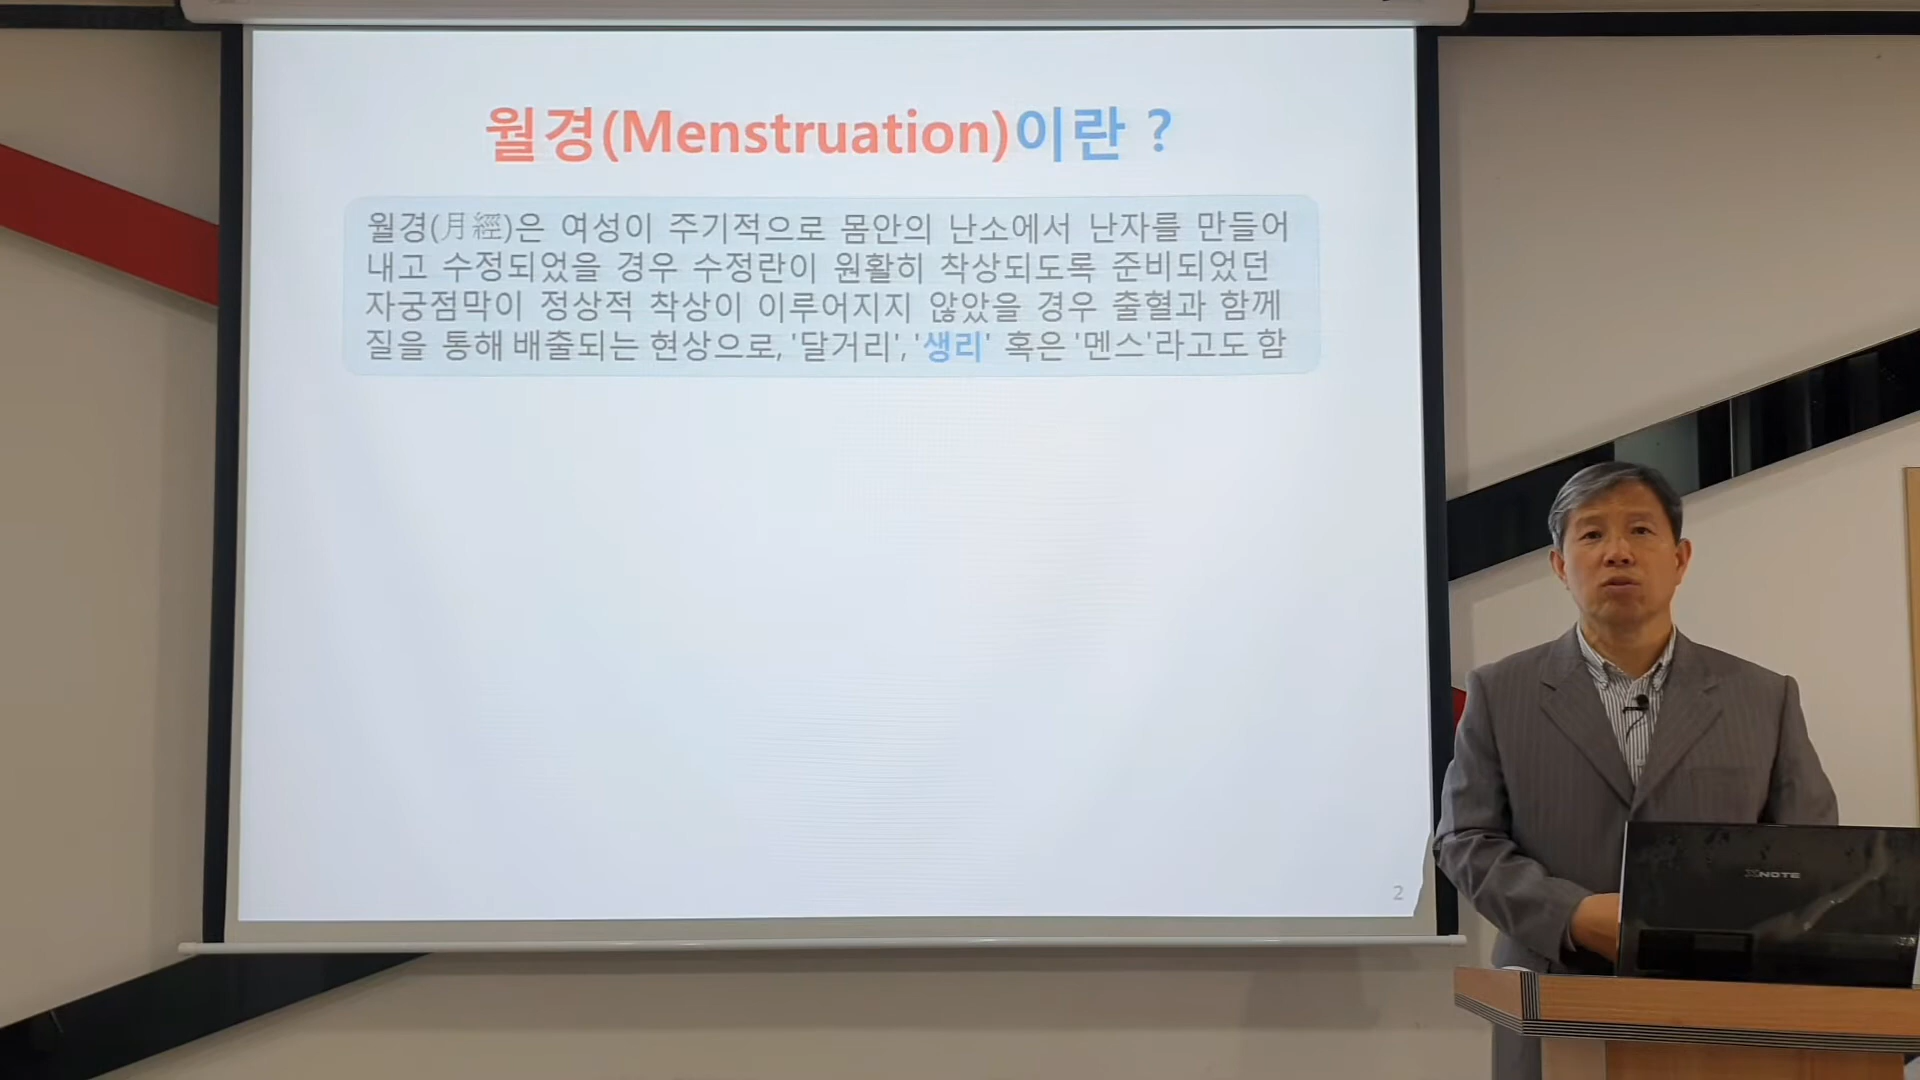 월경(Menstruation)이란 ?
월경(月經)은 여성이 주기적으로 몸안의 난소에서 난자를 만들어
내고 수정되었을 경우 수정란이 원활히 착상되도록 준비되었던
자궁점막이 정상적 착상이 이루어지지 않았을 경우 출혈과 함께
질을 통해 배출되는 현상으로, '달거리', '생리' 혹은 '멘스'라고도 함
2
XNOTE